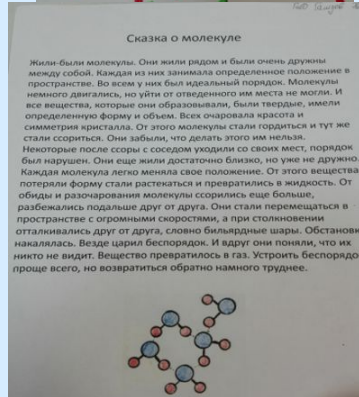 Сказка о молекуле
Жили-были молекулы. Они жили рядом и были очень дружны
между собой. Каждая из них занимала определенное положение в
пространстве. Во всем у них был идеальный порядок. Молекулы
немного двигались, но уйти от отведенного им места не могли. И
все вещества, которые они образовывали, были твердые, имели
определенную форму и объем. Всех очаровала красота и
симметрия кристалла. От этого молекулы стали гордиться и тут же
стали ссориться. Они забыли, что делать этого им нельзя.
Некоторые после ссоры с соседом уходили со своих мест, порядок
был нарушен. Они еще жили достаточно близко, но уже не дружно.
Каждая молекула легко меняла свое положение. От этого вещества
потеряли форму стали растекаться и превратились в жидкость. От
обиды и разочарования молекулы ссорились еще больше,
разбежались подальше друг от друга. Они стали перемещаться в
пространстве с огромными скоростями, а при столкновении
отталкивались друг от друга, словно бильярдные шары. Обстановк
накалялась. Везде царил беспорядок. И вдруг они поняли, что их
никто не видит. Вещество превратилось в газ. Устроить беспорядо
проще всего, но возвратиться обратно намного труднее.